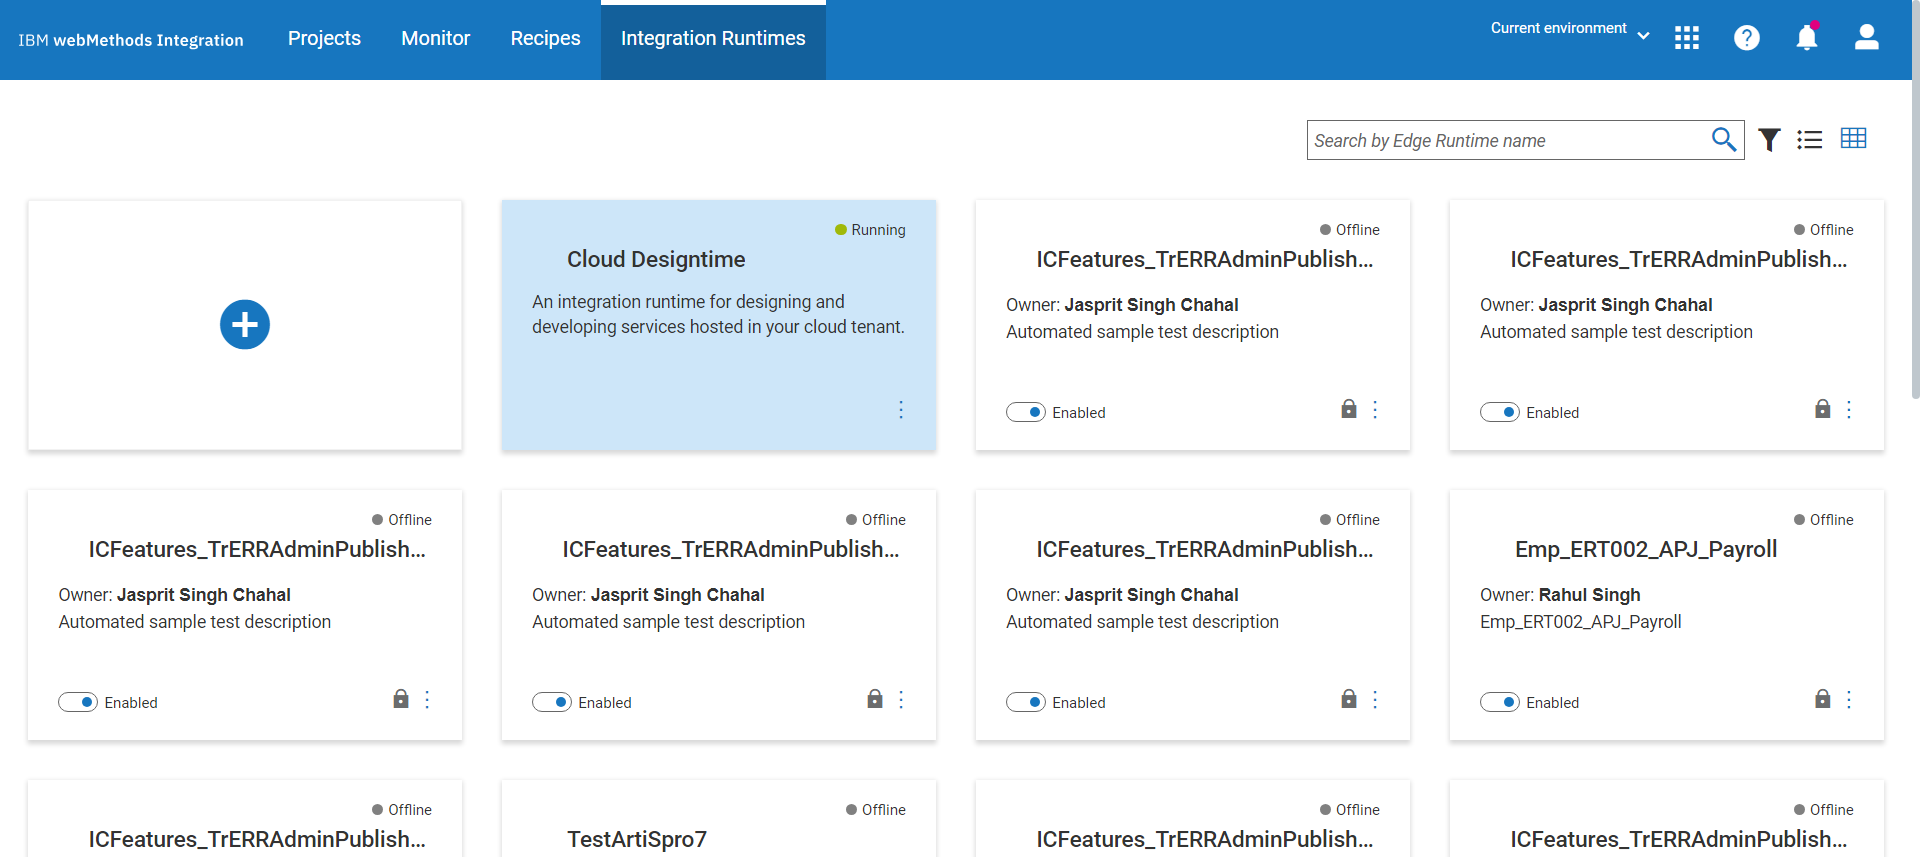 IBM webMethods Integration
Projects
Monitor
Recipes
Integration Runtimes
Current environment
Search by Edge Runtime name
Running
Cloud Designtime
An integration runtime for designing and
developing services hosted in your cloud tenant.
Offline
ICFeatures_TrERRAdminPublish...
Owner: Jasprit Singh Chahal
Automated sample test description
Enabled
Offline
ICFeatures_TrERRAdminPublish...
Owner: Jasprit Singh Chahal
Automated sample test description
Enabled
Offline
ICFeatures_TrERRAdminPublish...
Owner: Jasprit Singh Chahal
Automated sample test description
Enabled
Offline
ICFeatures_TrERRAdminPublish...
Owner: Jasprit Singh Chahal
Automated sample test description
Enabled
Offline
ICFeatures_TrERRAdminPublish...
Owner: Jasprit Singh Chahal
Automated sample test description
Enabled
Offline
Emp_ERT002_APJ_Payroll
Owner: Rahul Singh
Emp_ERT002_APJ_Payroll
Enabled
Offline
ICFeatures_TrERRAdminPublish...
Offline
TestArtiSpro7
Offline
ICFeatures_TrERRAdminPublish...
Offline
ICFeatures_TrERRAdminPublish...